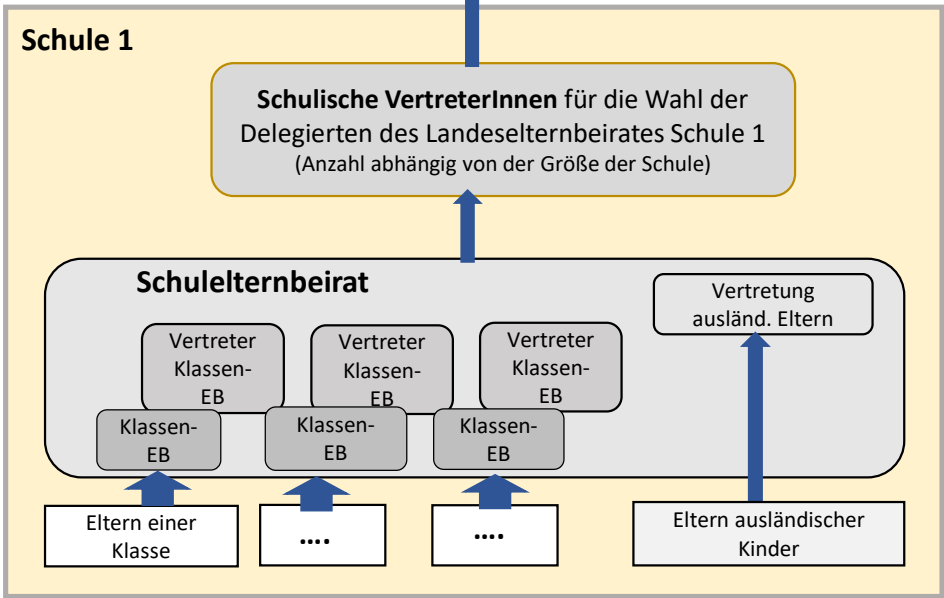 Schule 1
Schulische VertreterInnen für die Wahl der
Delegierten des Landeselternbeirates Schule 1
(Anzahl abhängig von der Größe der Schule)
Schulelternbeirat
Vertretung
ausländ. Eltern
Vertreter
Klassen-
EB
Vertreter
Klassen-
EB
Vertreter
Klassen-
EB
Klassen-
EB
Klassen-
EB
Klassen-
EB
Eltern einer
Klasse
....
....
Eltern ausländischer
Kinder